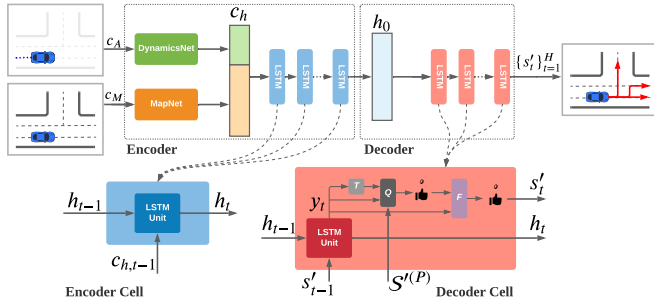 c_A
DynamicsNet
c_h
h_0
LSTM
LSTM
LSTM
LSTM
LSTM
LSTM
{s'_t}^H_{t=1}
c_M
MapNet
Encoder
Decoder
h_{t-1}
LSTM
Unit
h_t
c_{h,t-1}
Encoder Cell
y_t
T
Q
F
s'_t
h_{t-1}
LSTM
Unit
h_t
s'_{t-1}
S'^{(P)}
Decoder Cell